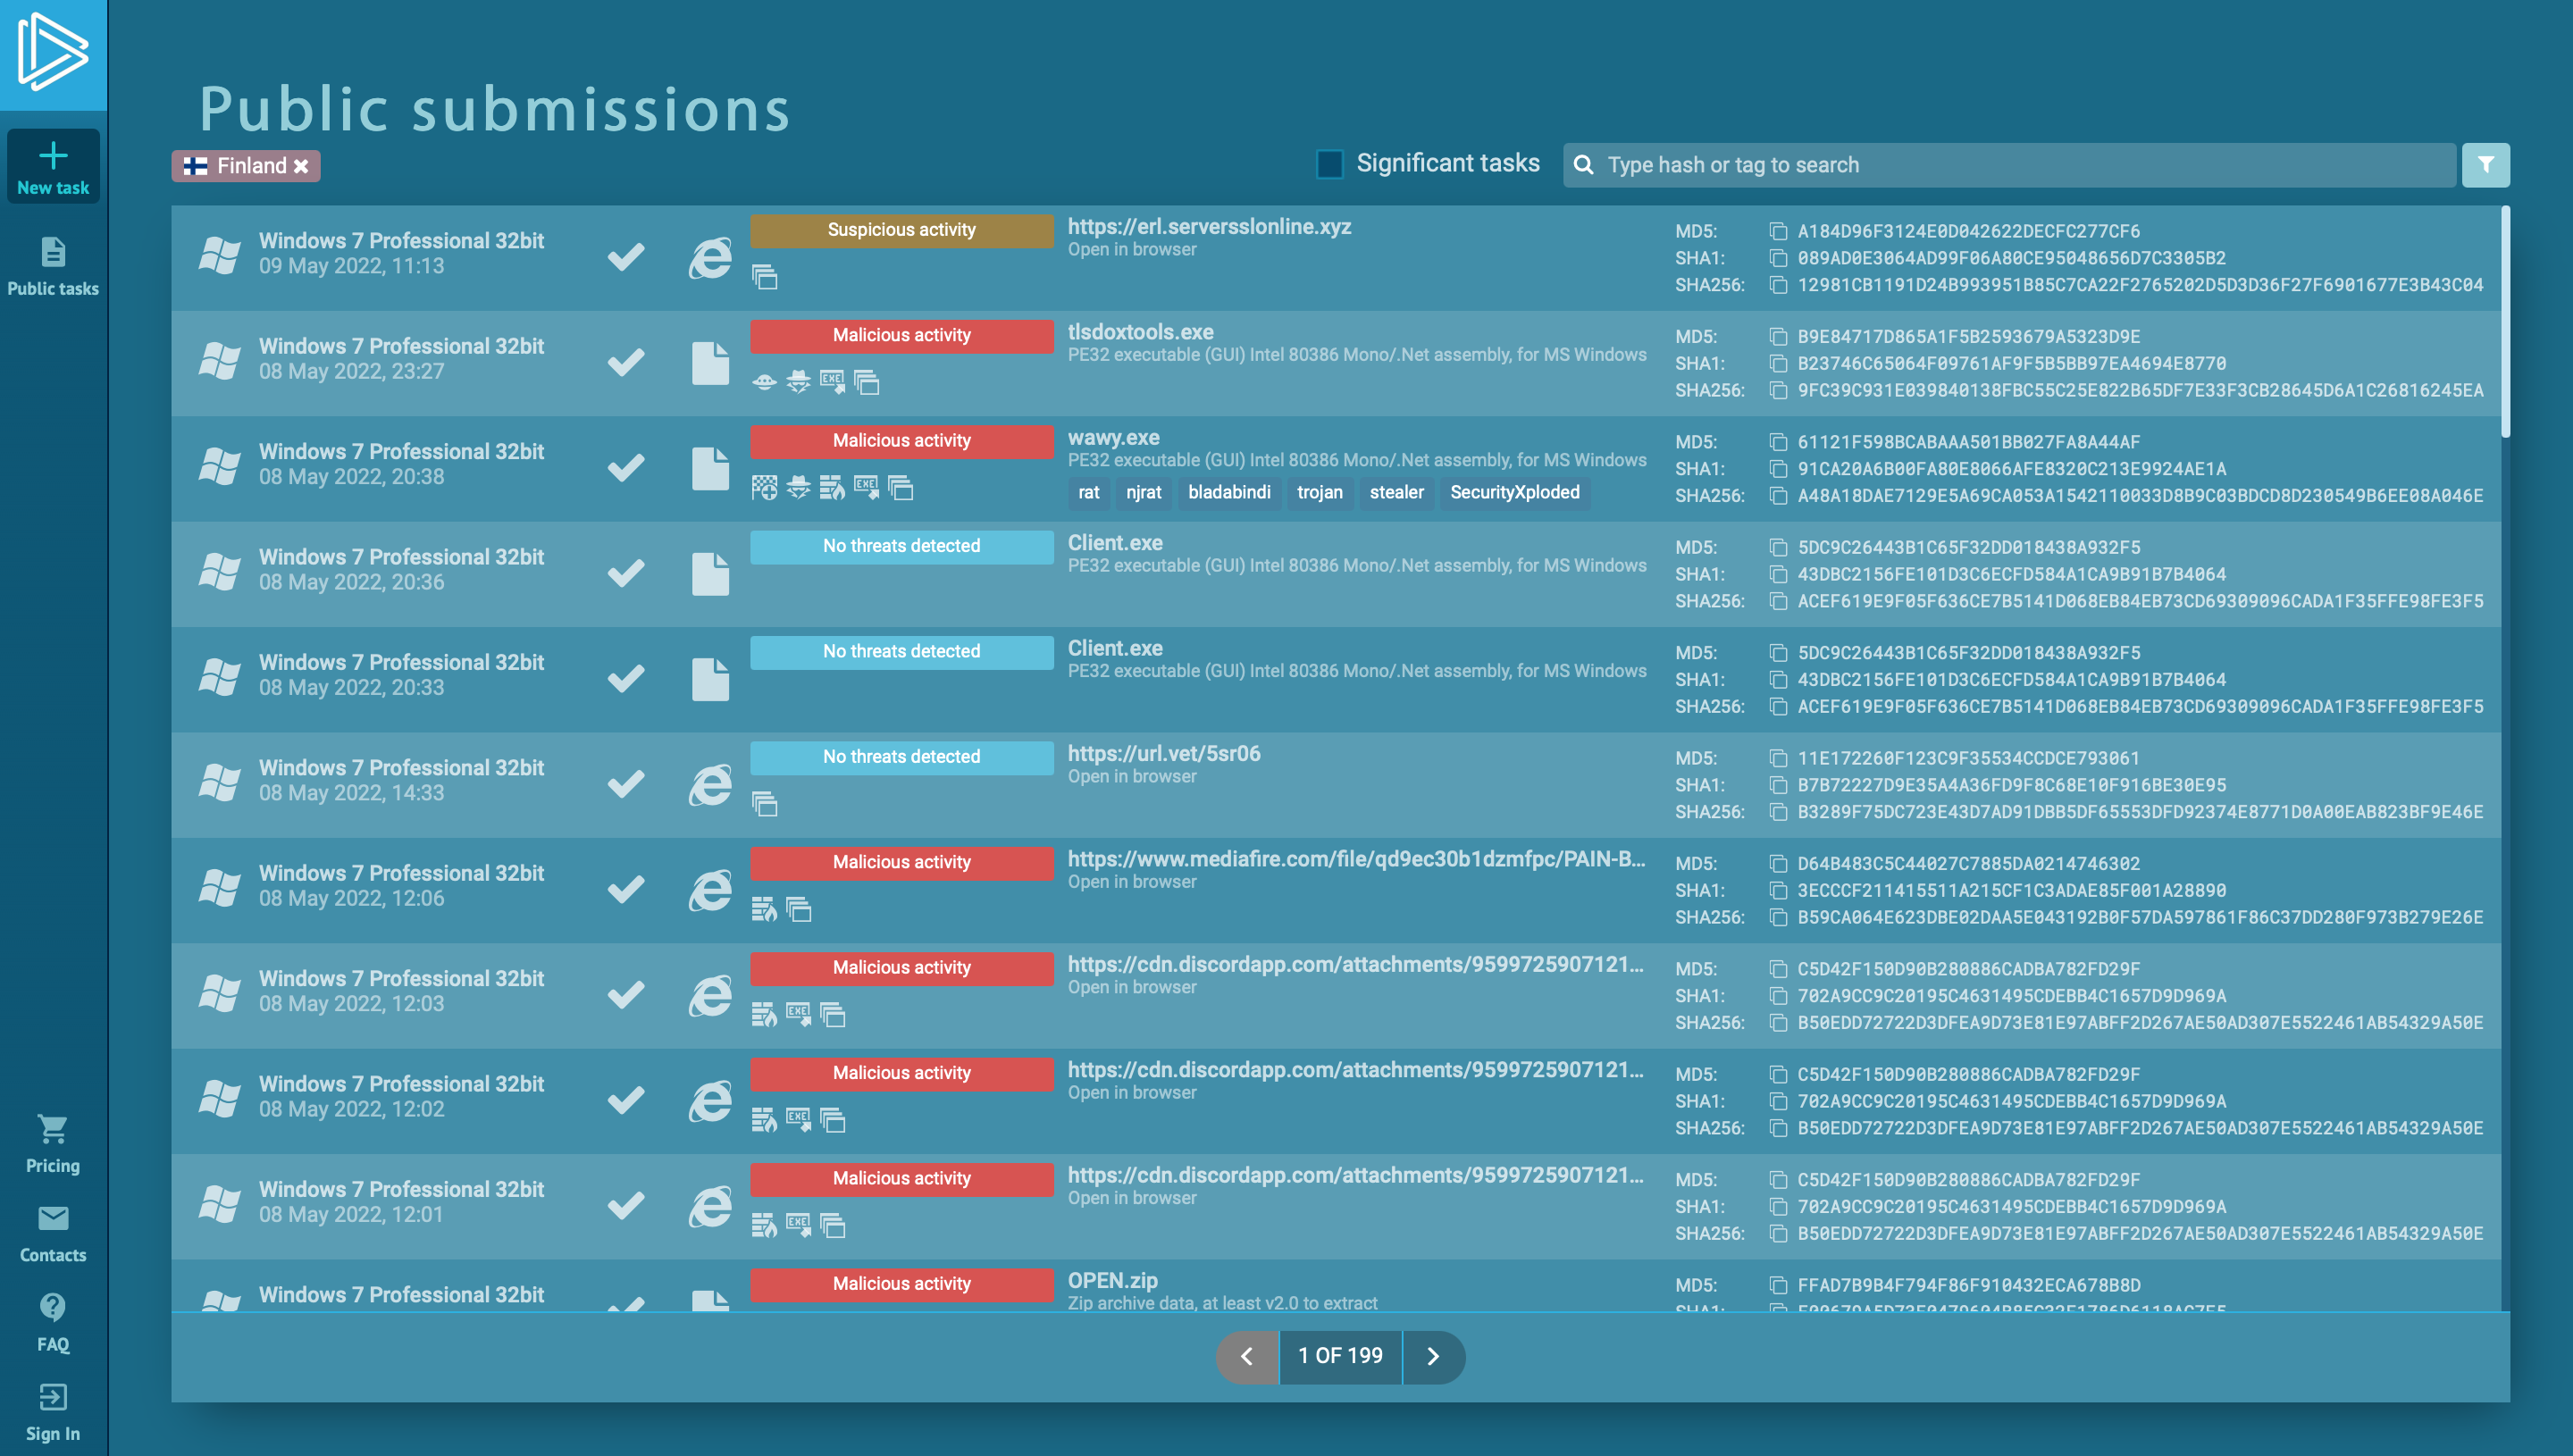 Public submissions
Finland
Significant tasks
Type hash or tag to search
New task
Public tasks
Pricing
Contacts
FAQ
Sign In
Windows 7 Professional 32bit
09 May 2022, 11:13
Suspicious activity
https://erl.serversslonline.xyz
Open in browser
MD5: A184D96F3124E0D042622DECFC277CF6
SHA1: 089AD0E3064AD99F06A80CE95048656D7C3305B2
SHA256: 12981CB1191D24B993951B85C7CA22F2765202D5D3D36F27F6901677E3B43C04
Windows 7 Professional 32bit
08 May 2022, 23:27
Malicious activity
tlsdoxtools.exe
PE32 executable (GUI) Intel 80386 Mono/.Net assembly, for MS Windows
MD5: B9E84717D865A1F5B2593679A5323D9E
SHA1: B23746C65064F09761AF9F5B5BB97EA4694E8770
SHA256: 9FC39C931E039840138FBC55C25E822B65DF7E33F3CB28645D6A1C26816245EA
Windows 7 Professional 32bit
08 May 2022, 20:38
Malicious activity
wawy.exe
PE32 executable (GUI) Intel 80386 Mono/.Net assembly, for MS Windows
rat njrat bladabindi trojan stealer SecurityXploded
MD5: 61121F598BCABAAA501BB027FA8A44AF
SHA1: 91CA20A6B00FA80E8066AFE8320C213E9924AE1A
SHA256: A48A18DAE7129E5A69CA053A1542110033D8B9C03BDCD8D230549B6EE08A046E
Windows 7 Professional 32bit
08 May 2022, 20:36
No threats detected
Client.exe
PE32 executable (GUI) Intel 80386 Mono/.Net assembly, for MS Windows
MD5: 5DC9C26443B1C65F32DD018438A932F5
SHA1: 43DBC2156FE101D3C6ECFD584A1CA9B91B7B4064
SHA256: ACEF619E9F05F636CE7B5141D068EB84EB73CD69309096CADA1F35FFE98FE3F5
Windows 7 Professional 32bit
08 May 2022, 20:33
No threats detected
Client.exe
PE32 executable (GUI) Intel 80386 Mono/.Net assembly, for MS Windows
MD5: 5DC9C26443B1C65F32DD018438A932F5
SHA1: 43DBC2156FE101D3C6ECFD584A1CA9B91B7B4064
SHA256: ACEF619E9F05F636CE7B5141D068EB84EB73CD69309096CADA1F35FFE98FE3F5
Windows 7 Professional 32bit
08 May 2022, 14:33
No threats detected
https://url.vet/5sr06
Open in browser
MD5: 11E172260F123C9F35534CCDCE793061
SHA1: B7B72227D9E35A4A36FD9F8C68E10F916BE30E95
SHA256: B3289F75DC723E43D7AD91DBB5DF65553DFD92374E8771D0A00EAB823BF9E46E
Windows 7 Professional 32bit
08 May 2022, 12:06
Malicious activity
https://www.mediafire.com/file/qd9ec30b1dzmfpc/PAIN-B...
Open in browser
MD5: D64B483C5C44027C7885DA0214746302
SHA1: 3ECCCF211415511A215CF1C3ADAE85F001A28890
SHA256: B59CA064E623DBE02DAA5E043192B0F57DA597861F86C37DD280F973B279E26E
Windows 7 Professional 32bit
08 May 2022, 12:03
Malicious activity
https://cdn.discordapp.com/attachments/9599725907121...
Open in browser
MD5: C5D42F150D90B280886CADBA782FD29F
SHA1: 702A9CC9C20195C4631495CDEBB4C1657D9D969A
SHA256: B50EDD72722D3DFEA9D73E81E97ABFF2D267AE50AD307E5522461AB54329A50E
Windows 7 Professional 32bit
08 May 2022, 12:02
Malicious activity
https://cdn.discordapp.com/attachments/9599725907121...
Open in browser
MD5: C5D42F150D90B280886CADBA782FD29F
SHA1: 702A9CC9C20195C4631495CDEBB4C1657D9D969A
SHA256: B50EDD72722D3DFEA9D73E81E97ABFF2D267AE50AD307E5522461AB54329A50E
Windows 7 Professional 32bit
08 May 2022, 12:01
Malicious activity
https://cdn.discordapp.com/attachments/9599725907121...
Open in browser
MD5: C5D42F150D90B280886CADBA782FD29F
SHA1: 702A9CC9C20195C4631495CDEBB4C1657D9D969A
SHA256: B50EDD72722D3DFEA9D73E81E97ABFF2D267AE50AD307E5522461AB54329A50E
Windows 7 Professional 32bit
Malicious activity
OPEN.zip
Zip archive data, at least v2.0 to extract
MD5: FFAD7B9B4F794F86F910432ECA678B8D
SHA1:
1 OF 199